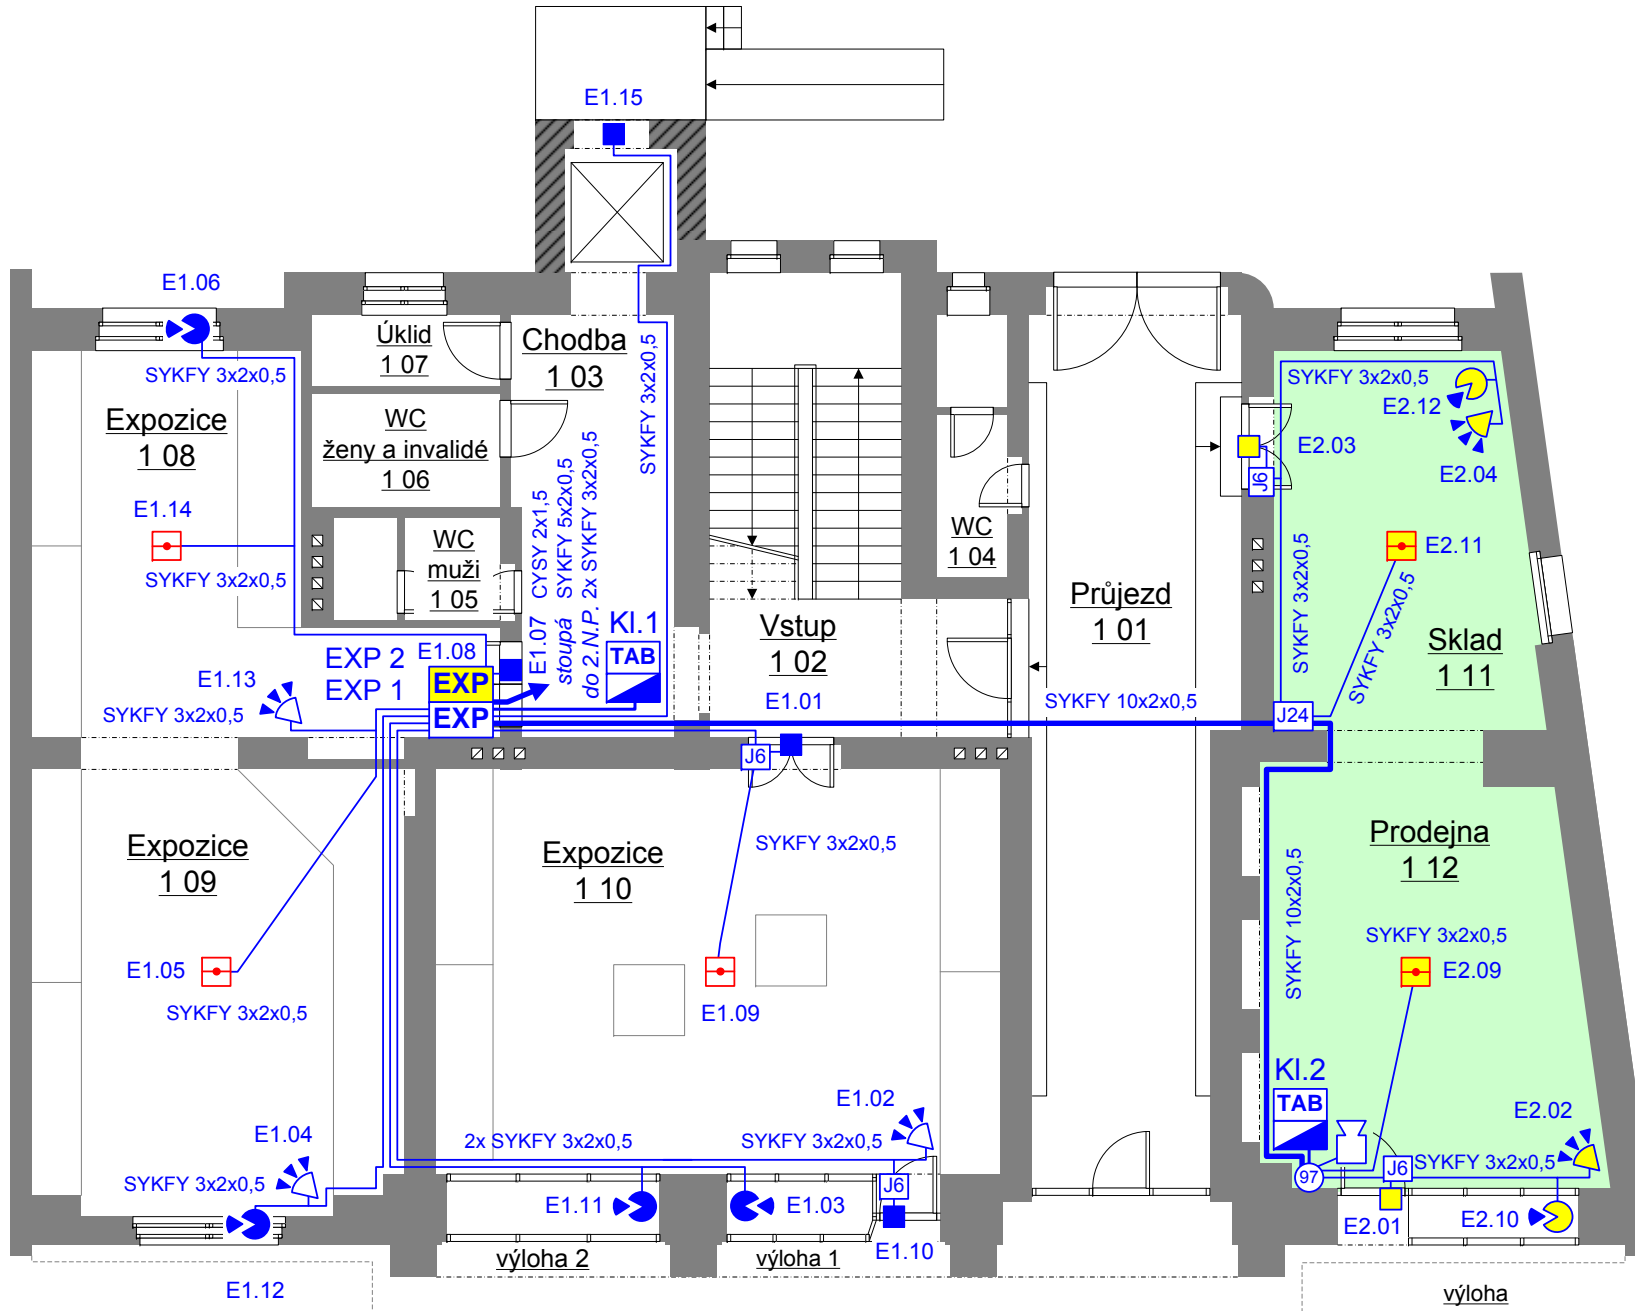 E1.15
E1.06
SYKFY 3x2x0,5
Úklid
1 07
Chodba
1 03
SYKFY 3x2x0,5
SYKFY 3x2x0,5
E2.12
E2.03
E2.04
J6
Expozice
1 08
WC
ženy a invalidé
1 06
E1.14
SYKFY 3x2x0,5
WC
muži
1 05
WC
1 04
E2.11
SYKFY 3x2x0,5
SYKFY 3x2x0,5
E1.07 CYSY 2x1,5
stoupá SYKFY 5x2x0,5
do 2.N.P. 2x SYKFY 3x2x0,5
Kl.1
TAB
Průjezd
1 01
Vstup
1 02
Sklad
1 11
EXP 2
EXP 1
E1.08
EXP
EXP
E1.13
SYKFY 3x2x0,5
E1.01
SYKFY 10x2x0,5
J24
J6
Expozice
1 09
Expozice
1 10
SYKFY 3x2x0,5
Prodejna
1 12
SYKFY 10x2x0,5
SYKFY 3x2x0,5
E1.05
SYKFY 3x2x0,5
E1.09
E2.09
Kl.2
TAB
E1.04
SYKFY 3x2x0,5
2x SYKFY 3x2x0,5
E1.02
SYKFY 3x2x0,5
E2.02
J6
SYKFY 3x2x0,5
97
J6
E1.11
E1.03
E1.10
E2.01
E2.10
výloha 2
výloha 1
E1.12
výloha